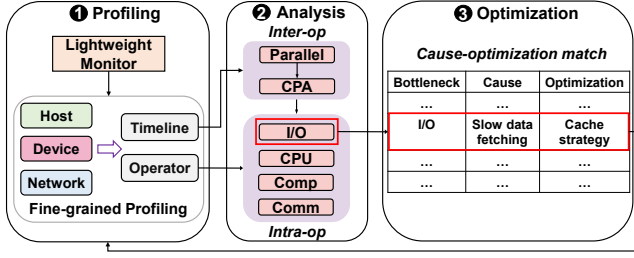 ❶ Profiling
Lightweight
Monitor
Host
Device
Network
Timeline
Operator
Fine-grained Profiling
❷ Analysis
Inter-op
Parallel
CPA
I/O
CPU
Comp
Comm
Intra-op
❸ Optimization
Cause-optimization match
Bottleneck Cause Optimization
... ... ...
I/O Slow data fetching Cache strategy
... ... ...
... ... ...